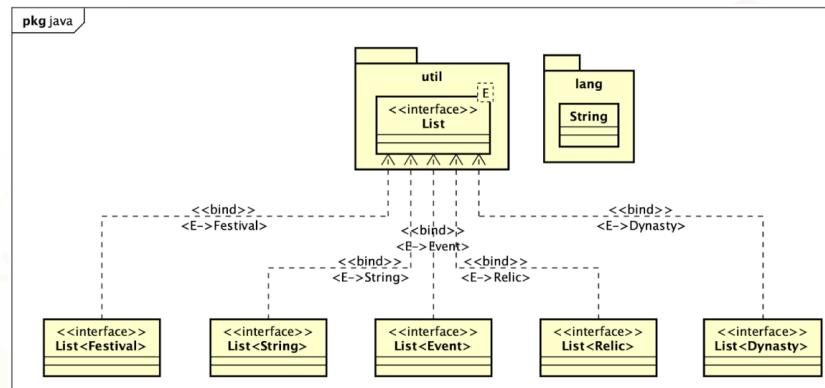 pkg java
util
E
<<interface>>
List
lang
String
<<bind>>
<E->Festival>
<<bind>>
<E->Dynasty>
<<bind>>
<E->Event>
<<bind>>
<E->String>
<<bind>>
<E->Relic>
<<interface>>
List<Festival>
<<interface>>
List<String>
<<interface>>
List<Event>
<<interface>>
List<Relic>
<<interface>>
List<Dynasty>